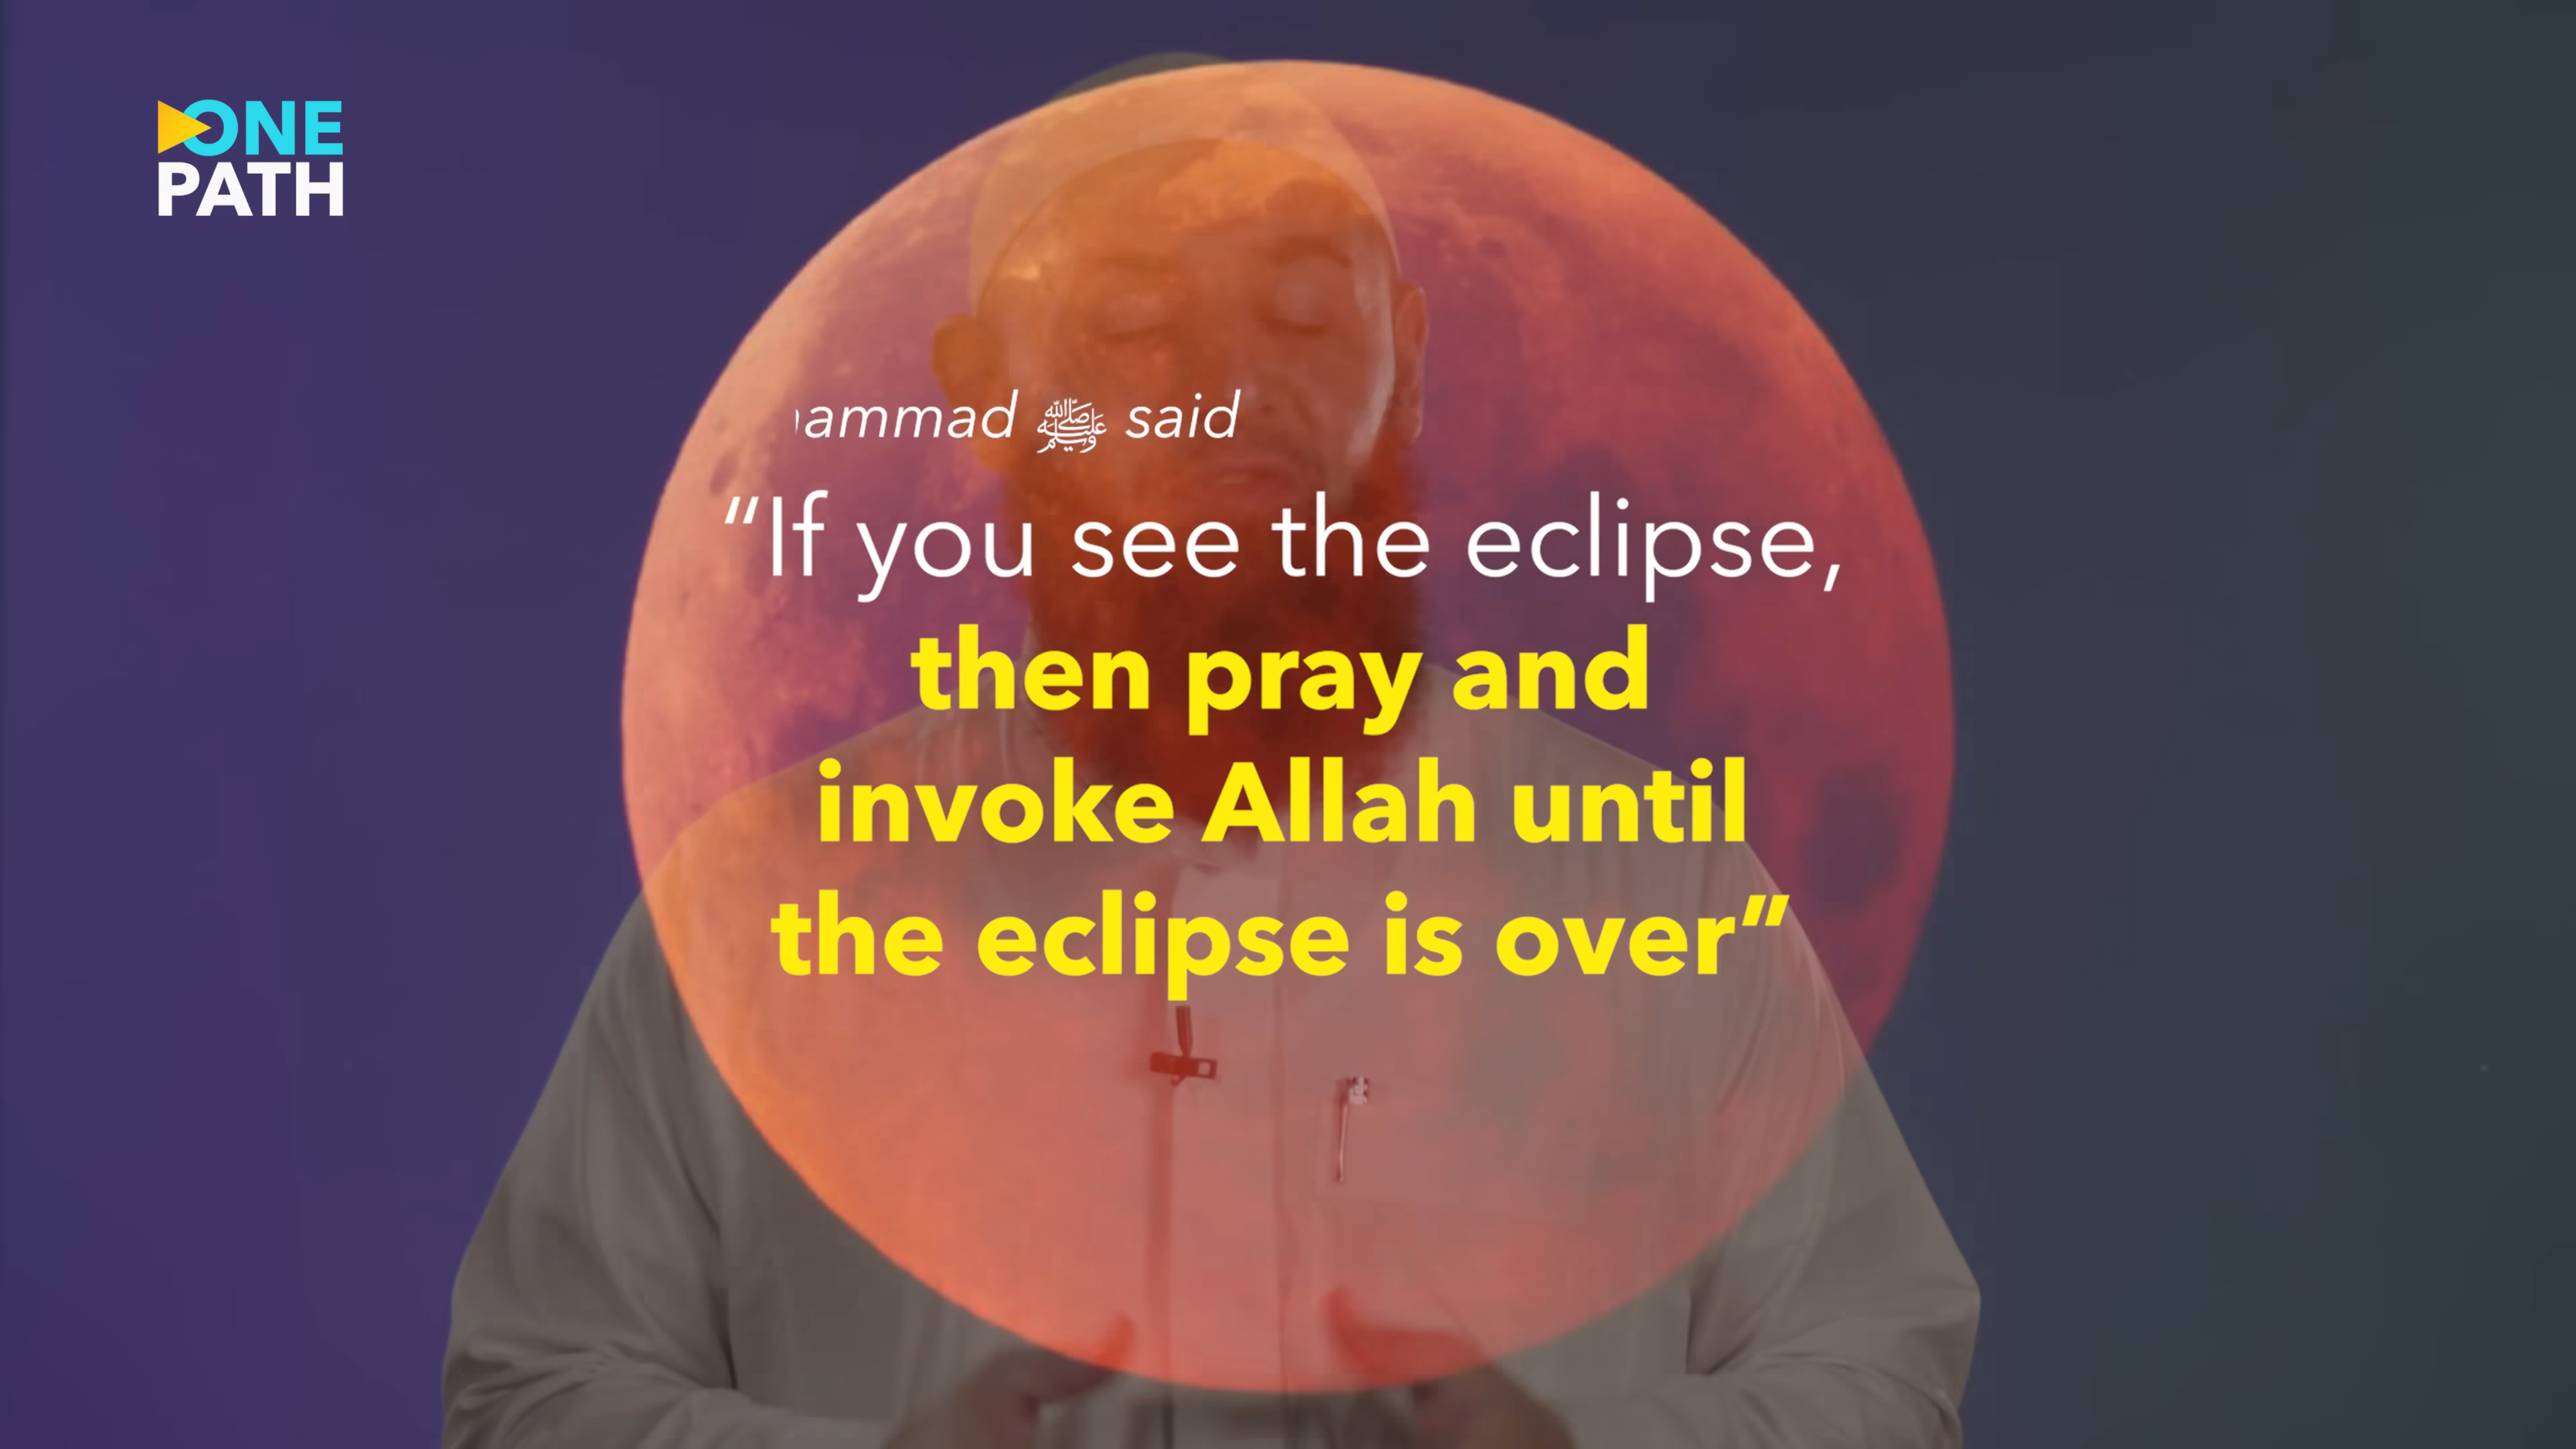 ONE
PATH
ammad ﷺ said
“If you see the eclipse,
then pray and
invoke Allah until
the eclipse is over”